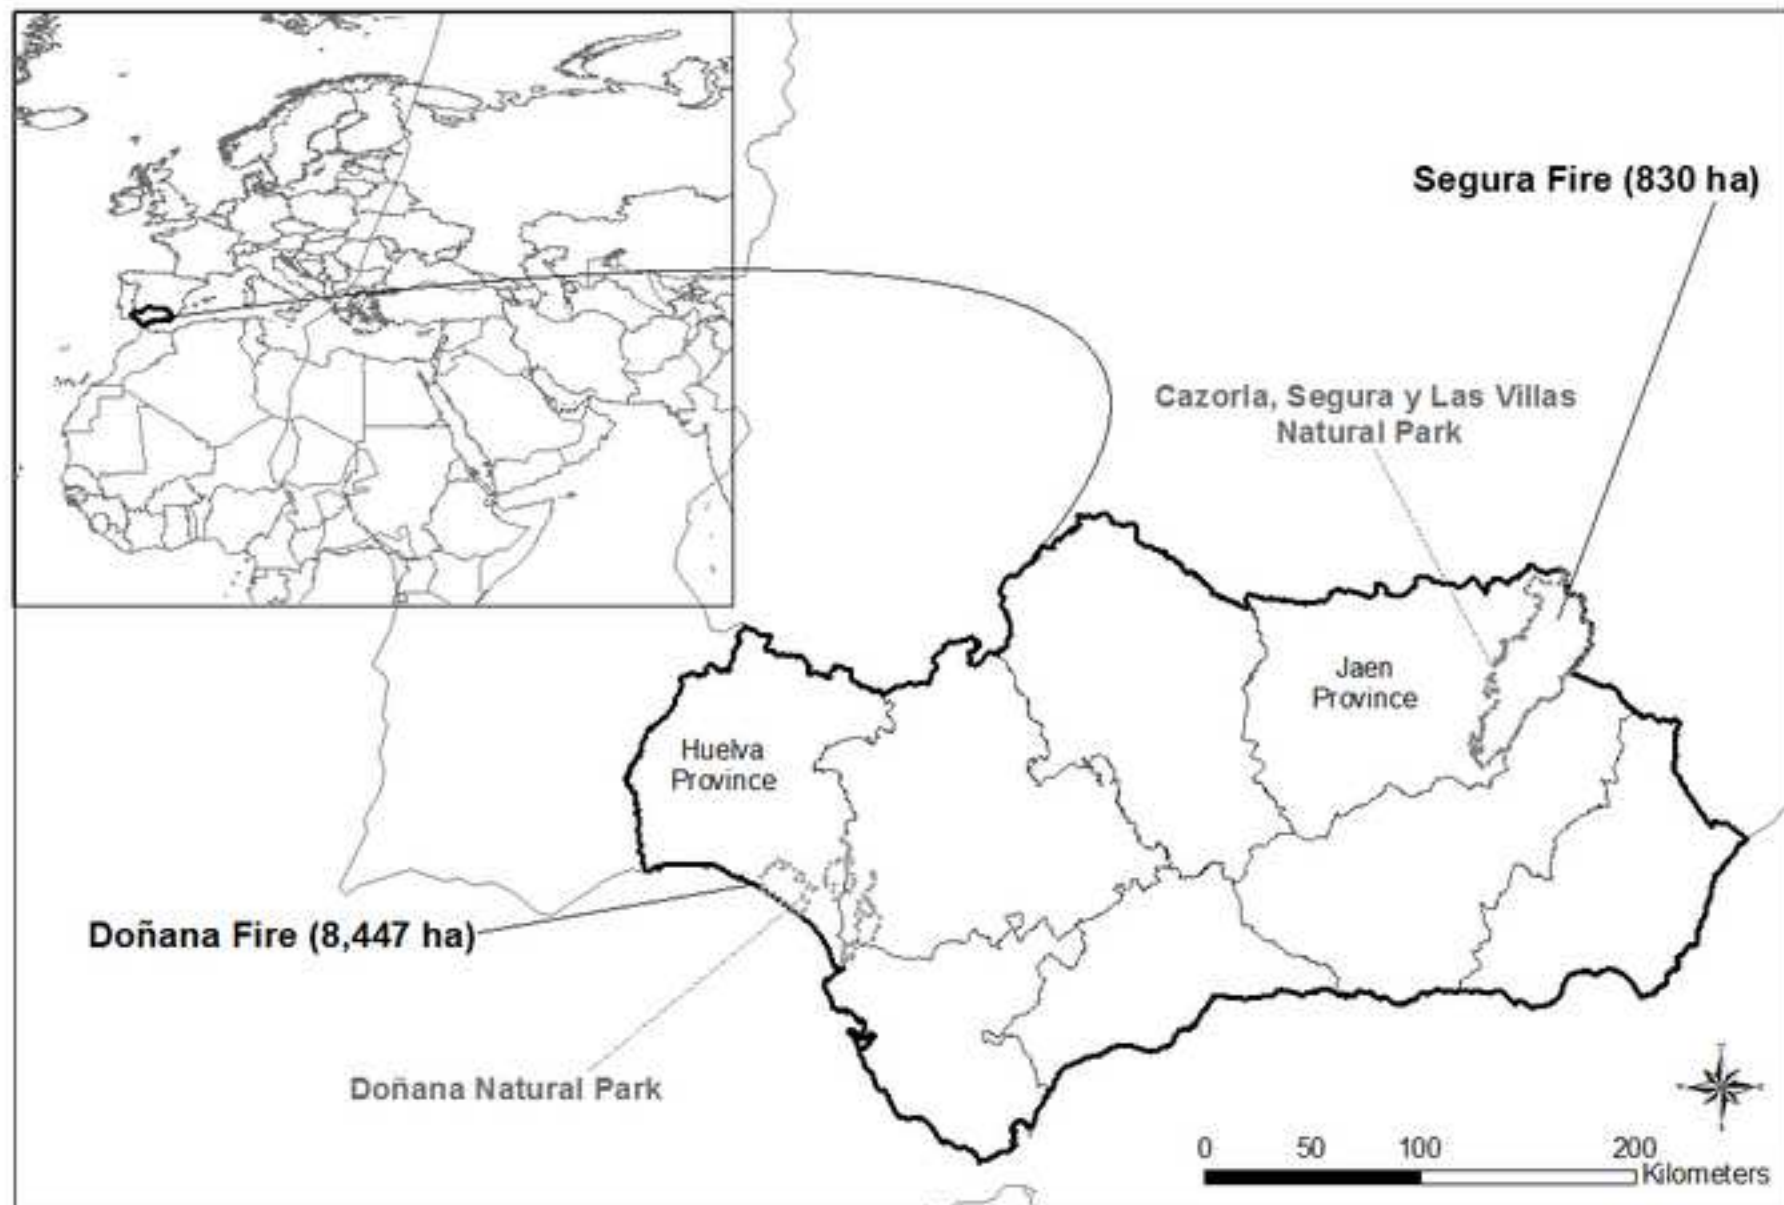 Segura Fire (830 ha)
Cazorla, Segura y Las Villas
Natural Park
Jaen
Province
Huelva
Province
Doñana Fire (8,447 ha)
Doñana Natural Park
0 50 100 200
Kilometers